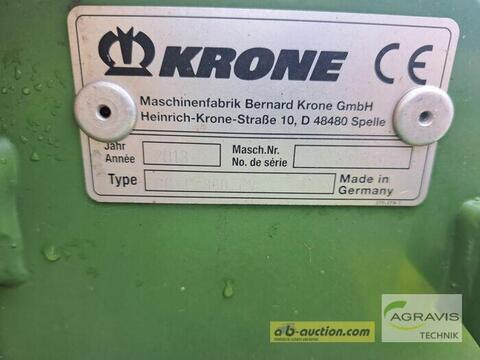 KRONE CE
Maschinenfabrik Bernard Krone GmbH
Heinrich-Krone-Straße 10, D 48480 Spelle
Jahr
Année
2018
Masch.Nr.
No. de série
Type
Made in
Germany
ab-auction.com
AGRAVIS
TECHNIK